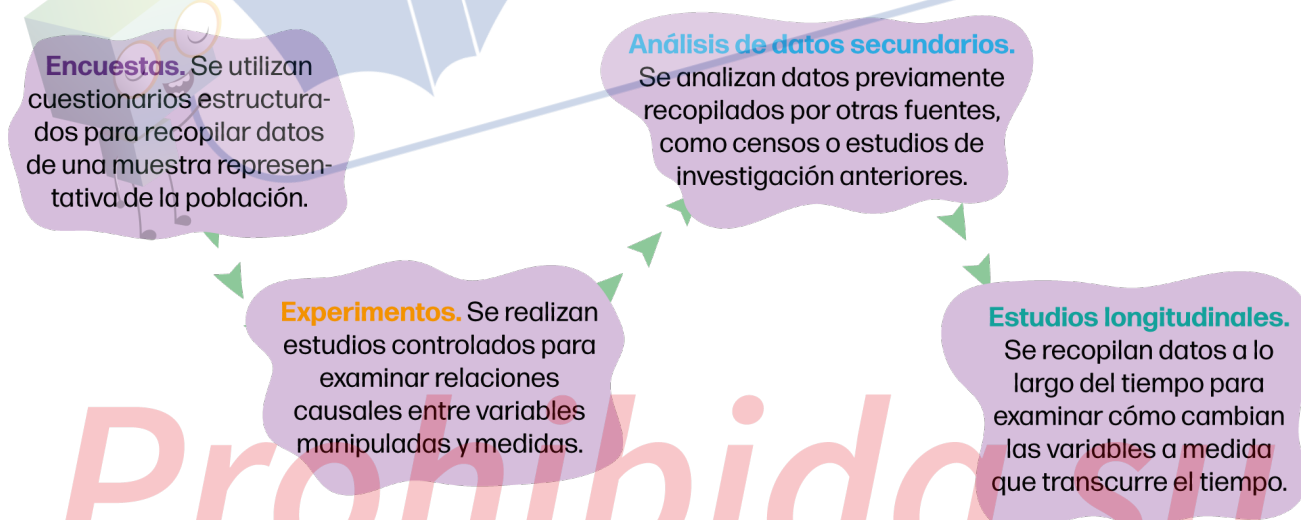 Encuestas. Se utilizan
cuestionarios estructura-
dos para recopilar datos
de una muestra represen-
tativa de la población.
Experimentos. Se realizan
estudios controlados para
examinar relaciones
causales entre variables
manipuladas y medidas.
Análisis de datos secundarios.
Se analizan datos previamente
recopilados por otras fuentes,
como censos o estudios de
investigación anteriores.
Estudios longitudinales.
Se recopilan datos a lo
largo del tiempo para
examinar cómo cambian
las variables a medida
que transcurre el tiempo.
Prohibida su